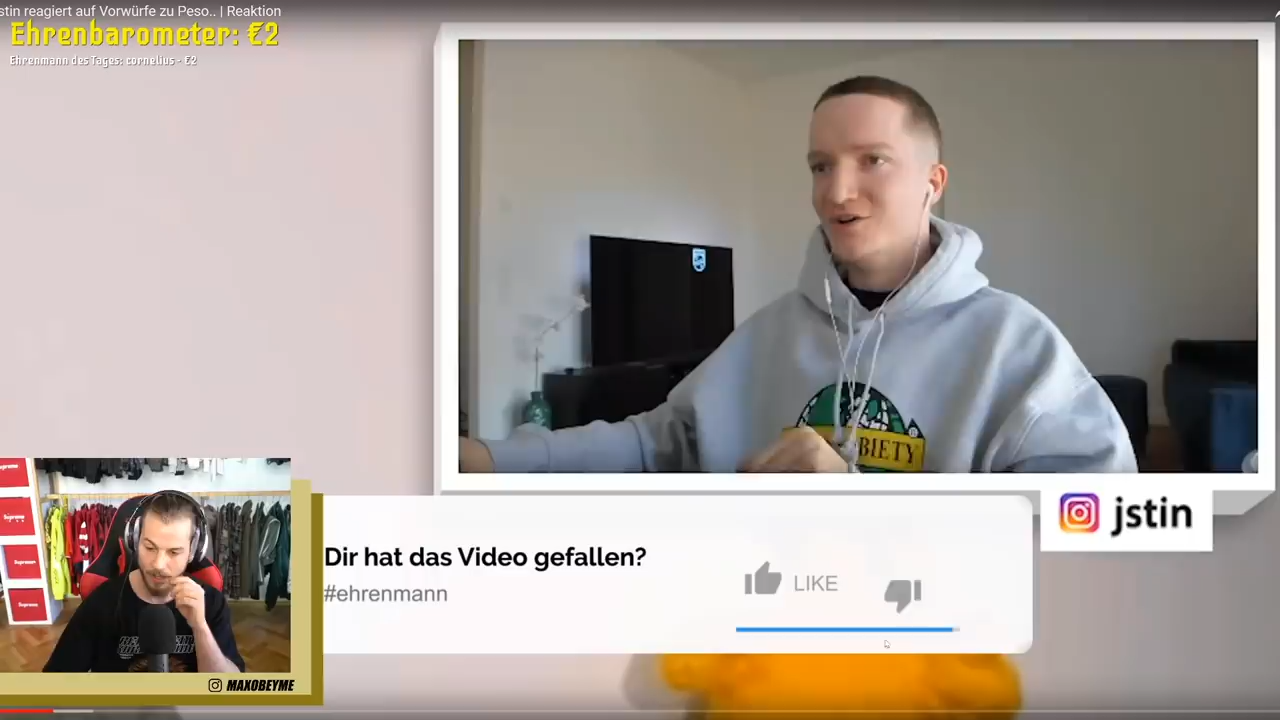 stin reagiert auf Vorwürfe zu Peso.. | Reaktion
Ehrenbarometer: €2
Ehrenmann des Tages: cornelius - €2
BIETY
jstin
Dir hat das Video gefallen?
#ehrenmann
LIKE
Supreme
MAXOBEYME